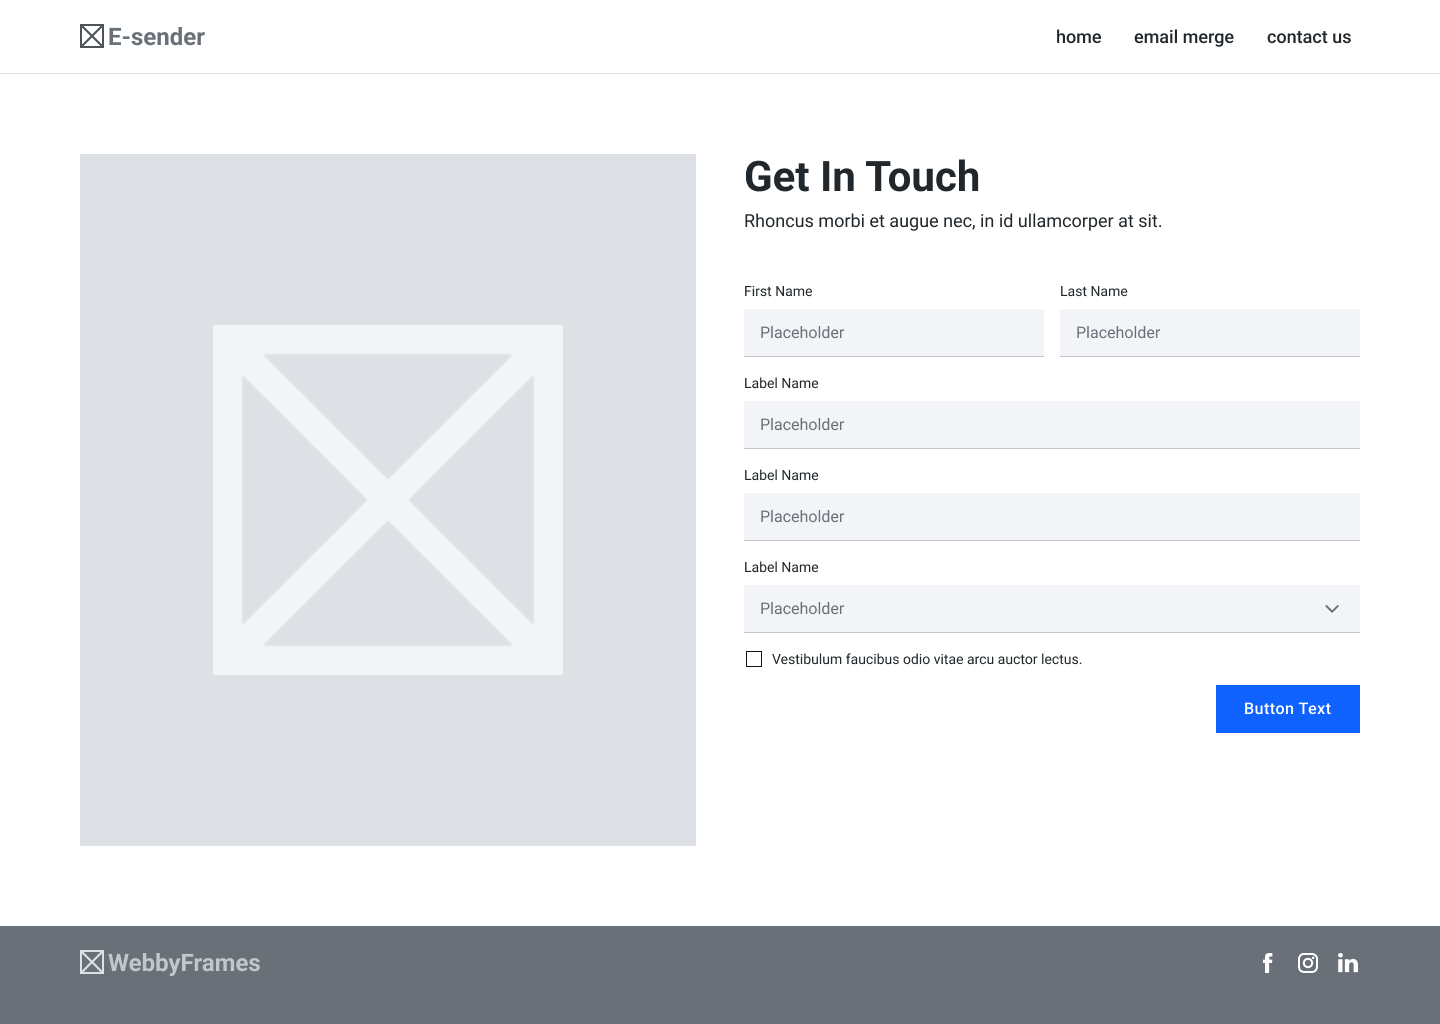 E-sender
home
email merge
contact us
Get In Touch
Rhoncus morbi et augue nec, in id ullamcorper at sit.
First Name
Last Name
Placeholder
Placeholder
Label Name
Placeholder
Label Name
Placeholder
Label Name
Placeholder
Vestibulum faucibus odio vitae arcu auctor lectus.
Button Text
WebbyFrames